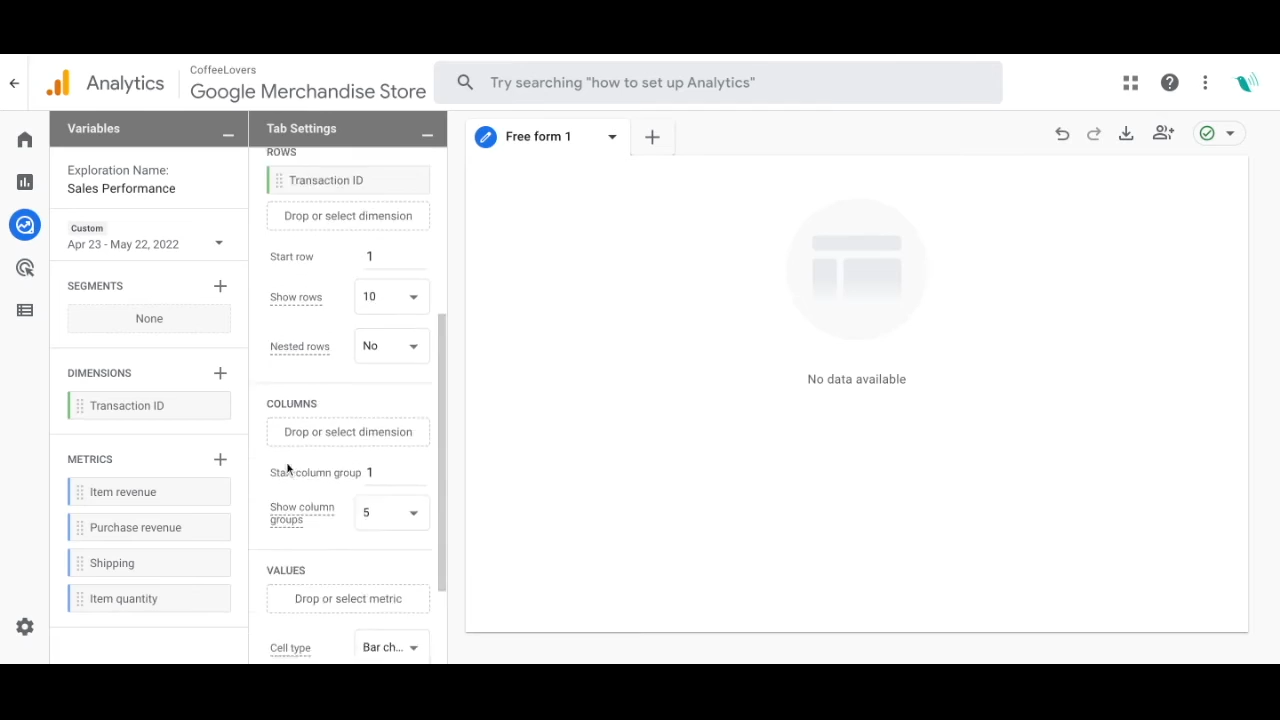 Analytics
CoffeeLovers
Google Merchandise Store
Try searching "how to set up Analytics"
Variables
Exploration Name:
Sales Performance
Custom
Apr 23 - May 22, 2022
SEGMENTS
None
DIMENSIONS
Transaction ID
METRICS
Item revenue
Purchase revenue
Shipping
Item quantity
Tab Settings
ROWS
Transaction ID
Drop or select dimension
Start row 1
Show rows 10
Nested rows No
COLUMNS
Drop or select dimension
Start column group 1
Show column
groups 5
VALUES
Drop or select metric
Cell type Bar ch...
Free form 1
No data available